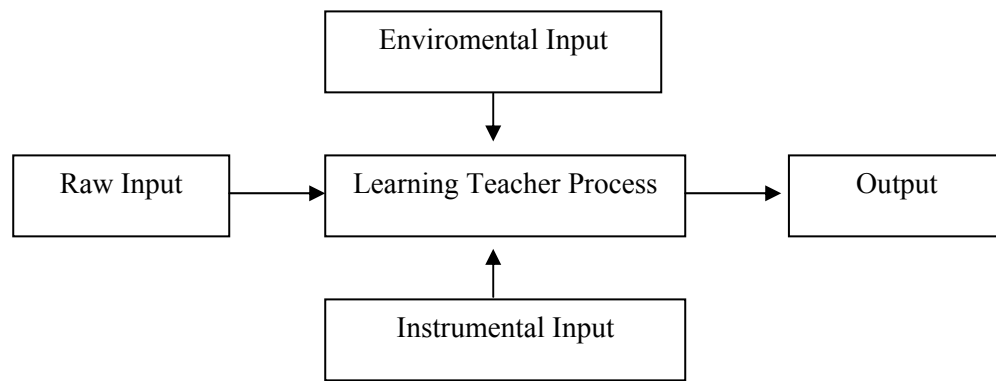 Enviromental Input
Raw Input
Learning Teacher Process
Output
Instrumental Input